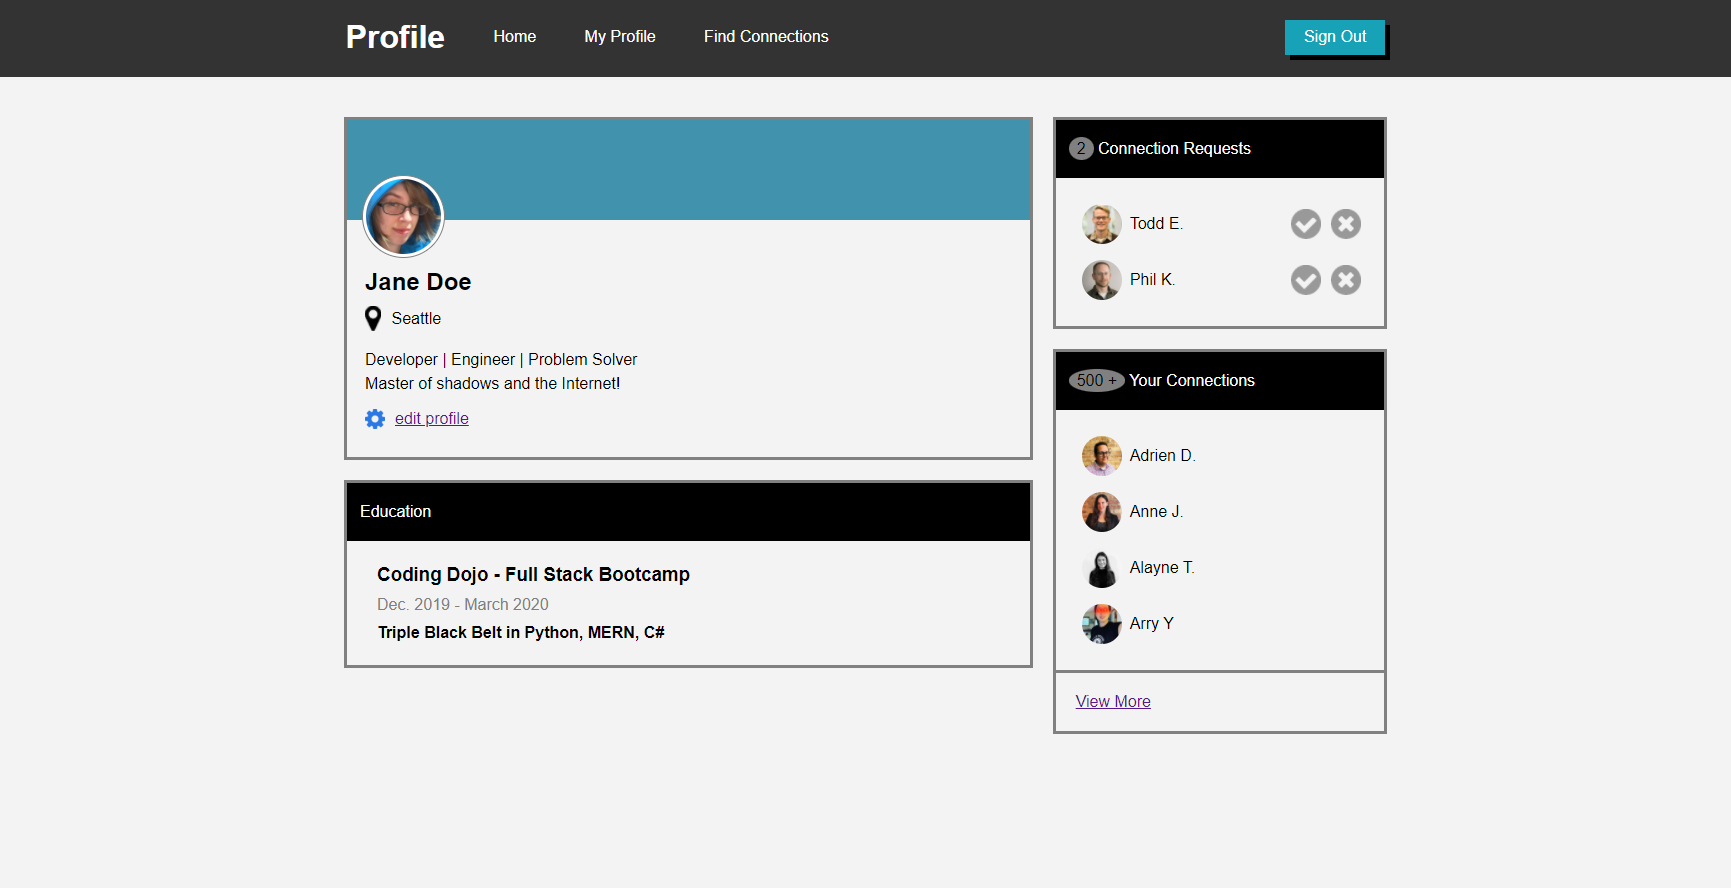 Profile
Home
My Profile
Find Connections
Sign Out
Jane Doe
Seattle
Developer | Engineer | Problem Solver
Master of shadows and the Internet!
edit profile
Education
Coding Dojo - Full Stack Bootcamp
Dec. 2019 - March 2020
Triple Black Belt in Python, MERN, C#
2 Connection Requests
Todd E.
Phil K.
500 + Your Connections
Adrien D.
Anne J.
Alayne T.
Arry Y
View More